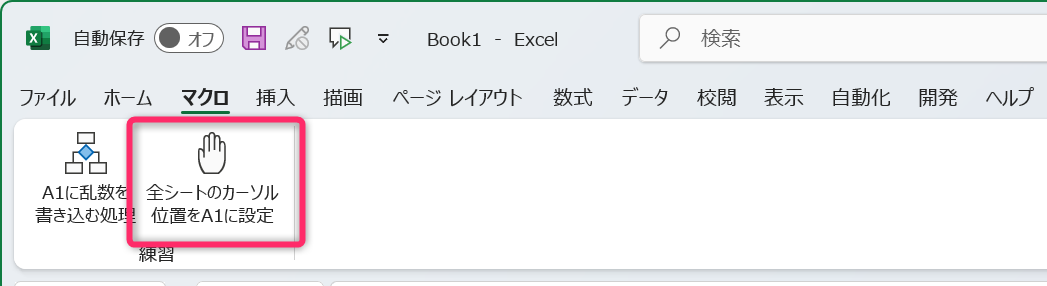 自動保存 オフ Book1 - Excel 検索
ファイル ホーム マクロ 挿入 描画 ページ レイアウト 数式 データ 校閲 表示 自動化 開発 ヘルプ
A1に乱数を
書き込む処理
全シートのカーソル
位置をA1に設定
練習